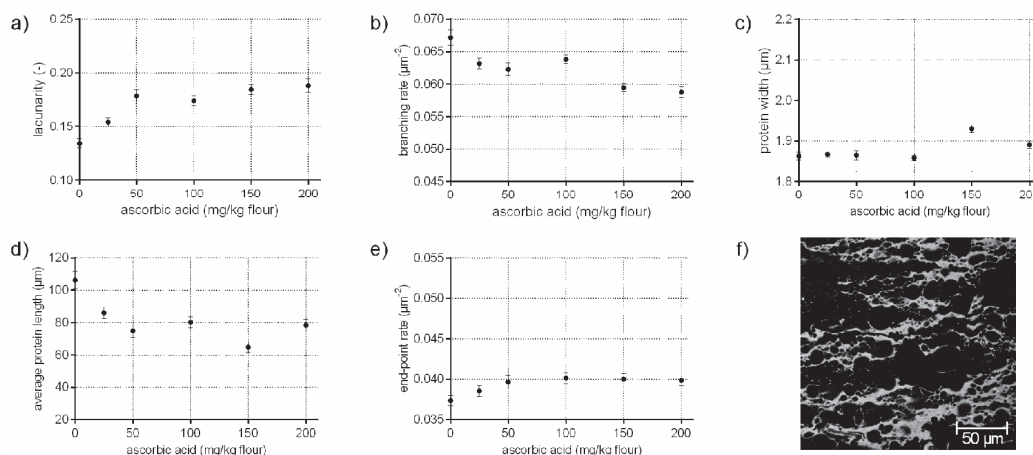 a)
0.25
0.20
0.15
0.10
lacunarity (-)
0 50 100 150 200
ascorbic acid (mg/kg flour)
b)
0.070
0.065
0.060
0.055
0.050
0.045
branching rate (µm-2)
0 50 100 150 200
ascorbic acid (mg/kg flour)
c)
2.2
2.1
2.0
1.9
1.8
protein width (µm)
0 50 100 150 200
ascorbic acid (mg/kg flour)
d)
120
100
80
60
40
20
average protein length (µm)
0 50 100 150 200
ascorbic acid (mg/kg flour)
e)
0.055
0.050
0.045
0.040
0.035
end-point rate (µm-2)
0 50 100 150 200
ascorbic acid (mg/kg flour)
f)
50 µm